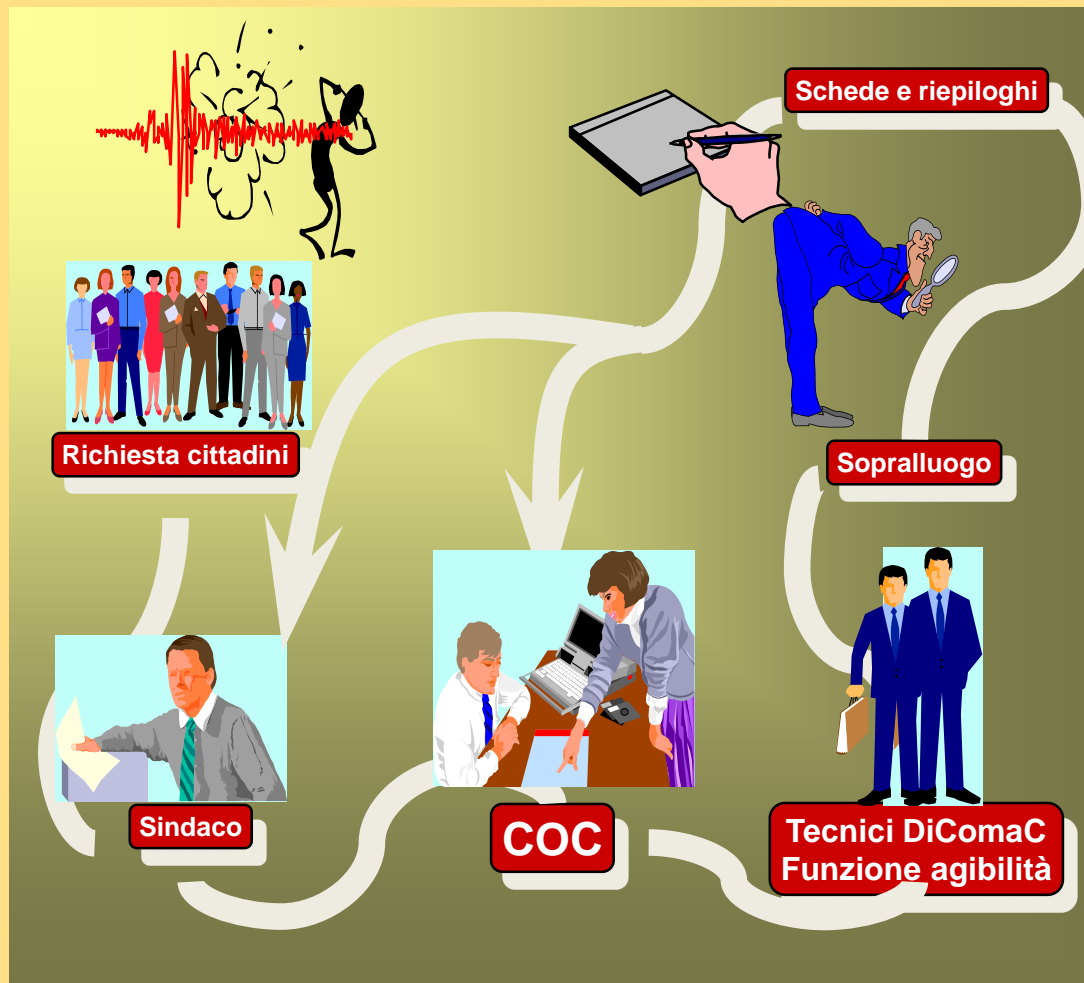 Schede e riepiloghi
Richiesta cittadini
Sopralluogo
Sindaco
COC
Tecnici DiComaC
Funzione agibilità